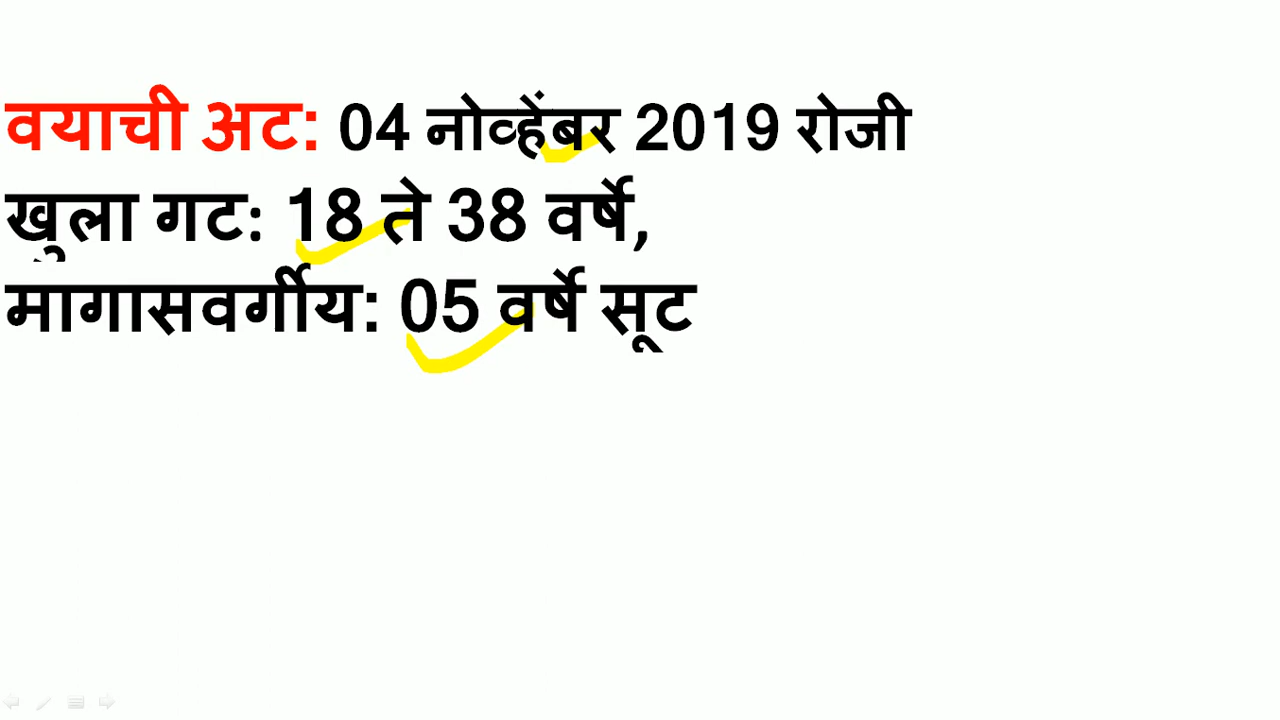 वयाची अट: 04 नोव्हेंबर 2019 रोजी
खुला गट: 18 ते 38 वर्षे,
मागासवर्गीय: 05 वर्षे सूट